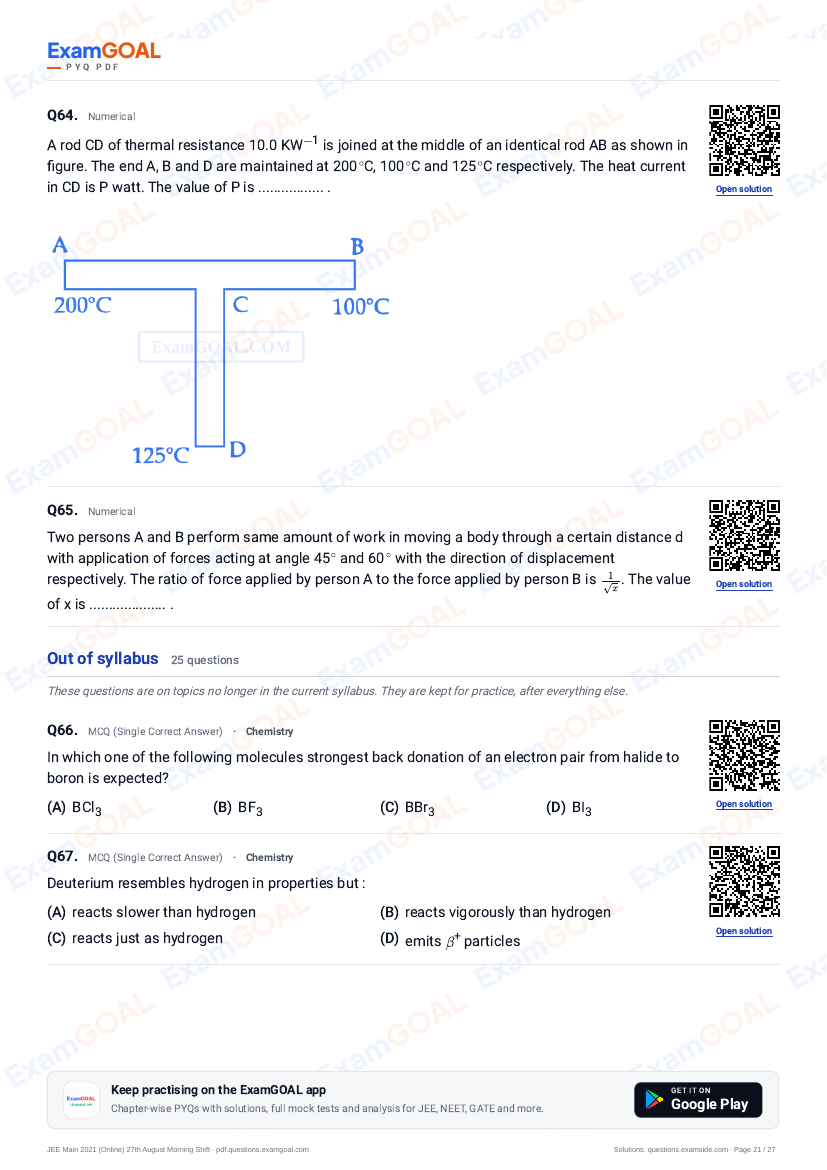 ExamGOAL
PYQ PDF
Q64. Numerical
A rod CD of thermal resistance 10.0 KW⁻¹ is joined at the middle of an identical rod AB as shown in
figure. The end A, B and D are maintained at 200°C, 100°C and 125°C respectively. The heat current
in CD is P watt. The value of P is ................. .
Open solution
A
B
200°C
C
100°C
ExamGOAL.COM
125°C
D
Q65. Numerical
Two persons A and B perform same amount of work in moving a body through a certain distance d
with application of forces acting at angle 45° and 60° with the direction of displacement
respectively. The ratio of force applied by person A to the force applied by person B is 1/√x. The value
of x is .................... .
Open solution
Out of syllabus 25 questions
These questions are on topics no longer in the current syllabus. They are kept for practice, after everything else.
Q66. MCQ (Single Correct Answer) · Chemistry
In which one of the following molecules strongest back donation of an electron pair from halide to
boron is expected?
(A) BCl₃ (B) BF₃ (C) BBr₃ (D) BI₃
Open solution
Q67. MCQ (Single Correct Answer) · Chemistry
Deuterium resembles hydrogen in properties but :
(A) reacts slower than hydrogen (B) reacts vigorously than hydrogen
(C) reacts just as hydrogen (D) emits β⁺ particles
Open solution
ExamGOAL
Keep practising on the ExamGOAL app
Chapter-wise PYQs with solutions, full mock tests and analysis for JEE, NEET, GATE and more.
GET IT ON
Google Play
JEE Main 2021 (Online) 27th August Morning Shift · pdf.questions.examgoal.com
Solutions: questions.examside.com · Page 21 / 27